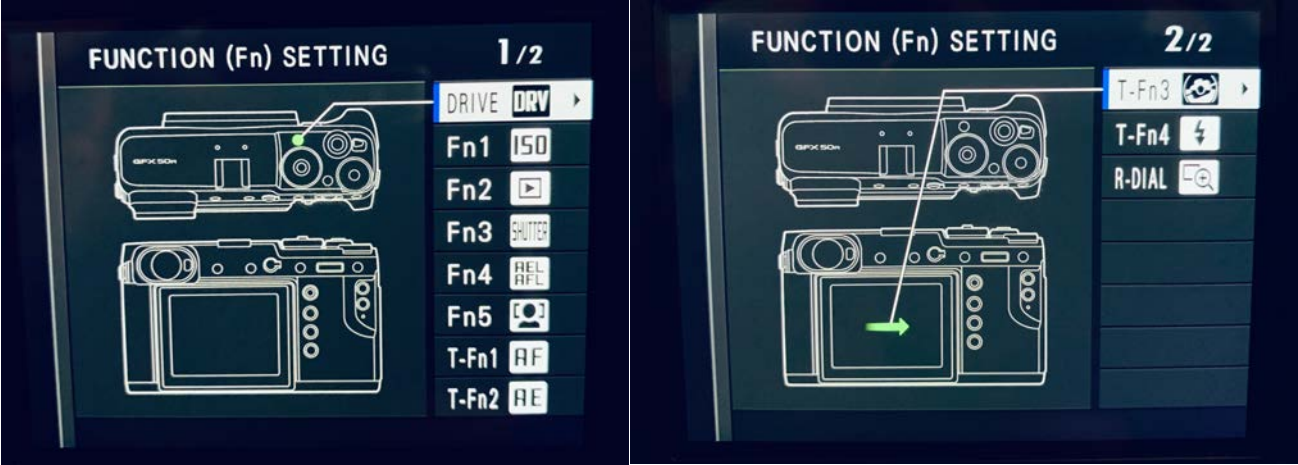 FUNCTION (Fn) SETTING 1/2
GFX 50R
DRIVE DRV
Fn1 ISO
Fn2
Fn3 SHUTTER
Fn4 AEL AFL
Fn5
T-Fn1 AF
T-Fn2 AE
FUNCTION (Fn) SETTING 2/2
GFX 50R
T-Fn3
T-Fn4
R-DIAL